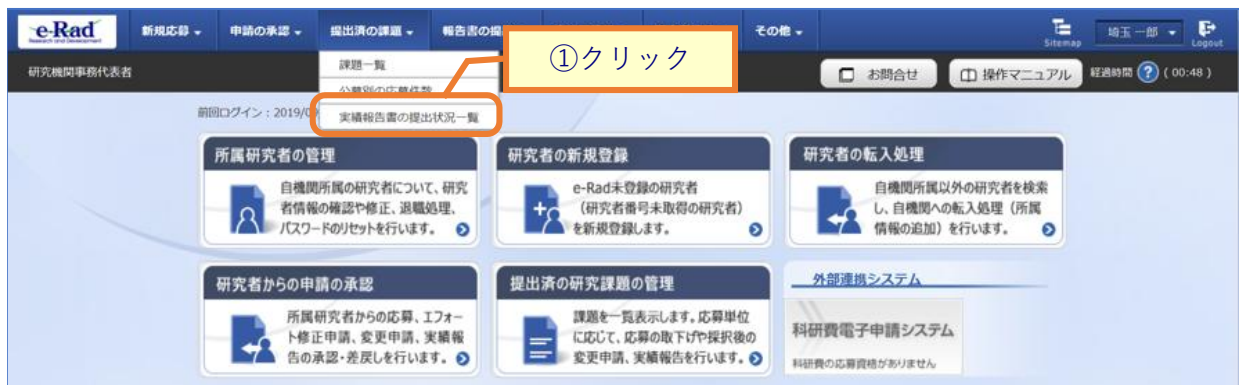 e-Rad
新規応募
申請の承認
提出済の課題
報告書の提
その他
Sitemap
埼玉 一郎
Logout
①クリック
研究機関事務代表者
課題一覧
公募別の応募件数
実績報告書の提出状況一覧
お問合せ
操作マニュアル
経過時間 ? ( 00:48 )
前回ログイン：2019/0
所属研究者の管理
自機関所属の研究者について、研究
者情報の確認や修正、退職処理、
パスワードのリセットを行います。
研究者の新規登録
e-Rad未登録の研究者
（研究者番号未取得の研究者）
を新規登録します。
研究者の転入処理
自機関所属以外の研究者を検索
し、自機関への転入処理（所属
情報の追加）を行います。
研究者からの申請の承認
所属研究者からの応募、エフォー
ト修正申請、変更申請、実績報
告の承認・差戻しを行います。
提出済の研究課題の管理
課題を一覧表示します。応募単位
に応じて、応募の取下げや採択後の
変更申請、実績報告を行います。
外部連携システム
科研費電子申請システム
科研費の応募資格がありません